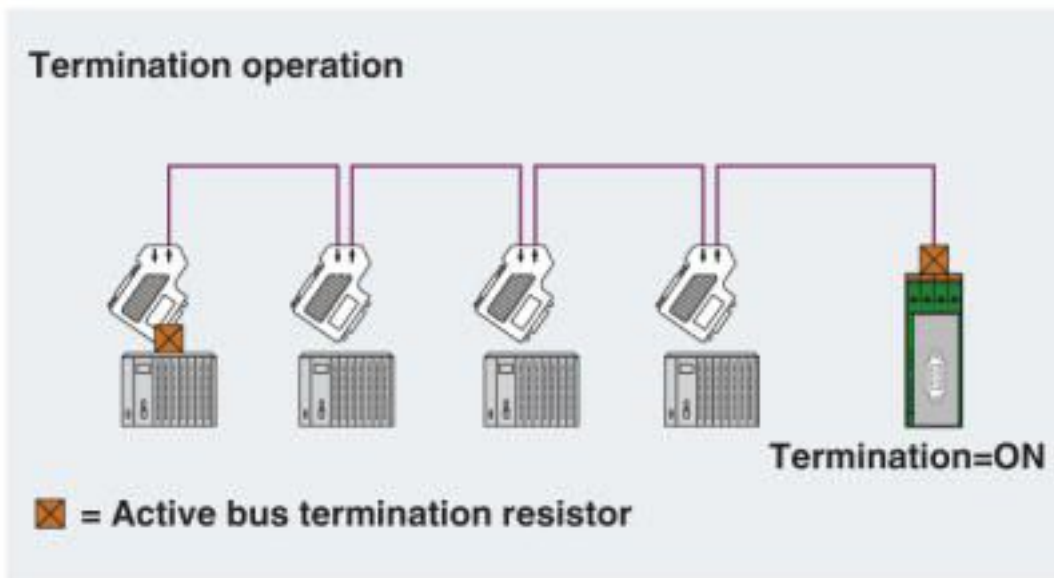 Termination operation
Termination=ON
= Active bus termination resistor